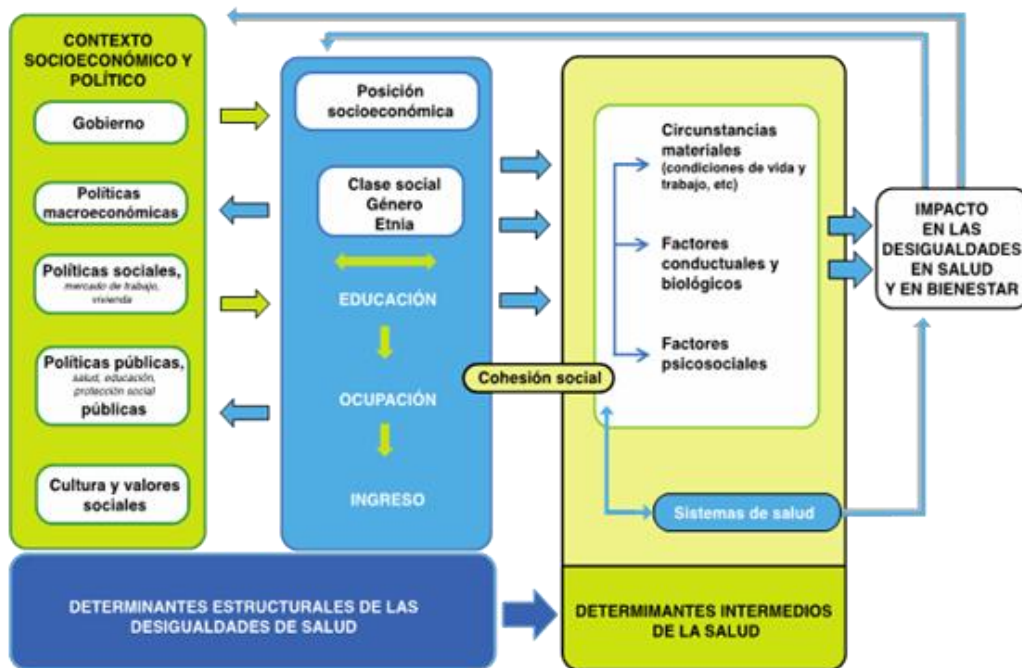 CONTEXTO
SOCIOECONÓMICO Y
POLÍTICO
Gobierno
Políticas
macroeconómicas
Políticas sociales,
mercado de trabajo,
vivienda
Políticas públicas,
salud, educación,
protección social
públicas
Cultura y valores
sociales
Posición
socioeconómica
Clase social
Género
Etnia
EDUCACIÓN
OCUPACIÓN
INGRESO
Cohesión social
Circunstancias
materiales
(condiciones de vida y
trabajo, etc)
Factores
conductuales y
biológicos
Factores
psicosociales
Sistemas de salud
IMPACTO
EN LAS
DESIGUALDADES
EN SALUD
Y EN BIENESTAR
DETERMINANTES ESTRUCTURALES DE LAS
DESIGUALDADES DE SALUD
DETERMIMANTES INTERMEDIOS
DE LA SALUD